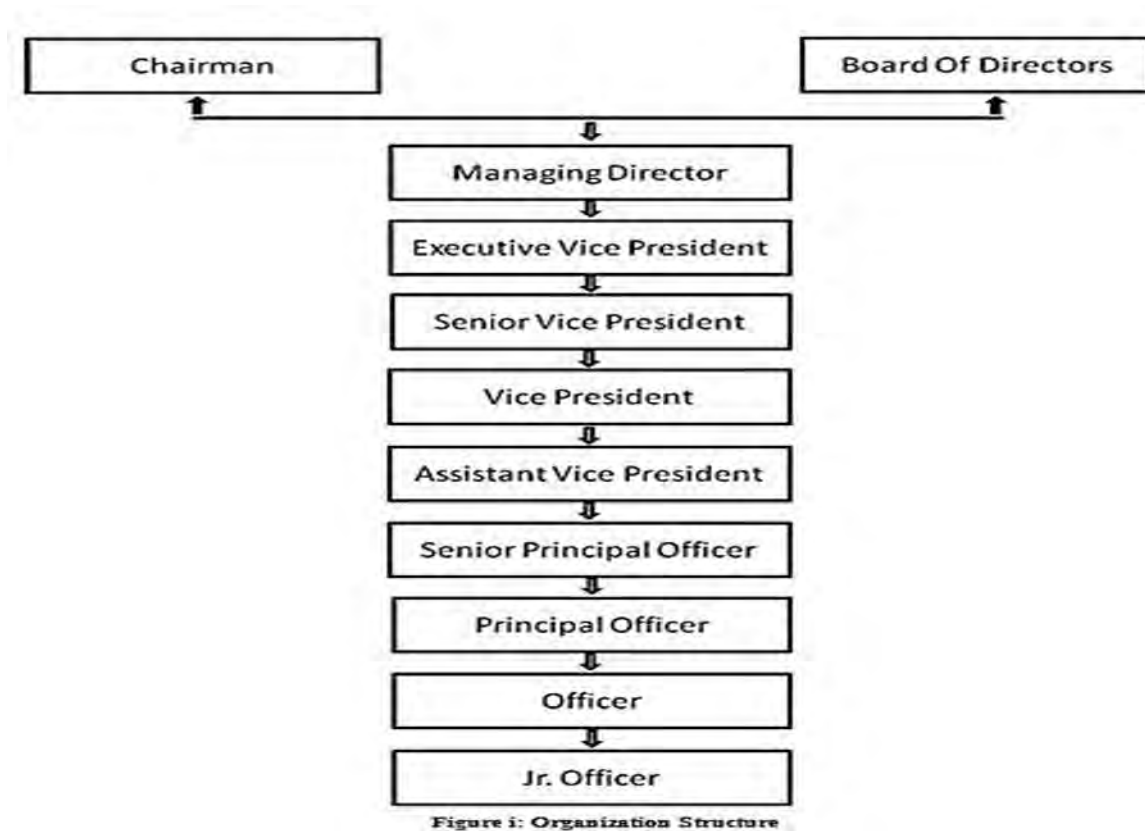 Chairman
Board Of Directors
Managing Director
Executive Vice President
Senior Vice President
Vice President
Assistant Vice President
Senior Principal Officer
Principal Officer
Officer
Jr. Officer
Figure i: Organization Structure